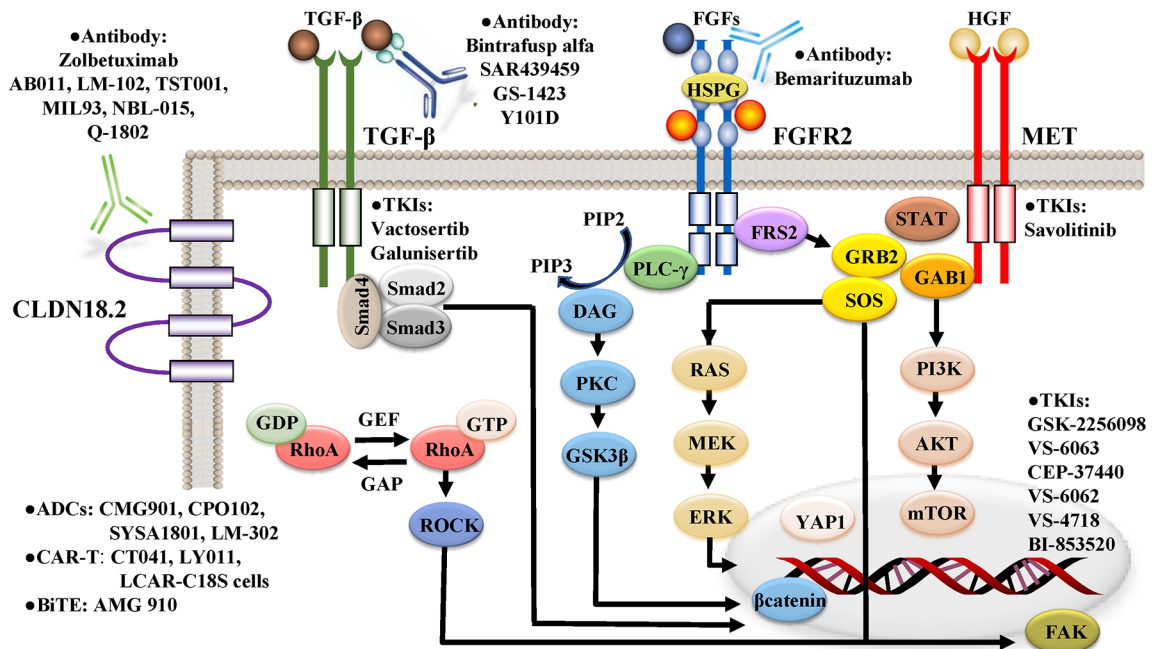 ●Antibody:
Zolbetuximab
AB011, LM-102, TST001,
MIL93, NBL-015,
Q-1802
TGF-β
●Antibody:
Bintrafusp alfa
SAR439459
GS-1423
Y101D
TGF-β
FGFs
HSPG
●Antibody:
Bemarituzumab
FGFR2
HGF
MET
●TKIs:
Vactosertib
Galunisertib
●TKIs:
Savolitinib
CLDN18.2
Smad4
Smad2
Smad3
PIP2
PIP3
PLC-γ
FRS2
STAT
GRB2
SOS
GAB1
DAG
PKC
GSK3β
RAS
MEK
ERK
PI3K
AKT
mTOR
YAP1
●TKIs:
GSK-2256098
VS-6063
CEP-37440
VS-6062
VS-4718
BI-853520
GDP
RhoA
GEF
GAP
GTP
RhoA
ROCK
βcatenin
FAK
●ADCs: CMG901, CPO102,
SYSA1801, LM-302
●CAR-T: CT041, LY011,
LCAR-C18S cells
●BiTE: AMG 910